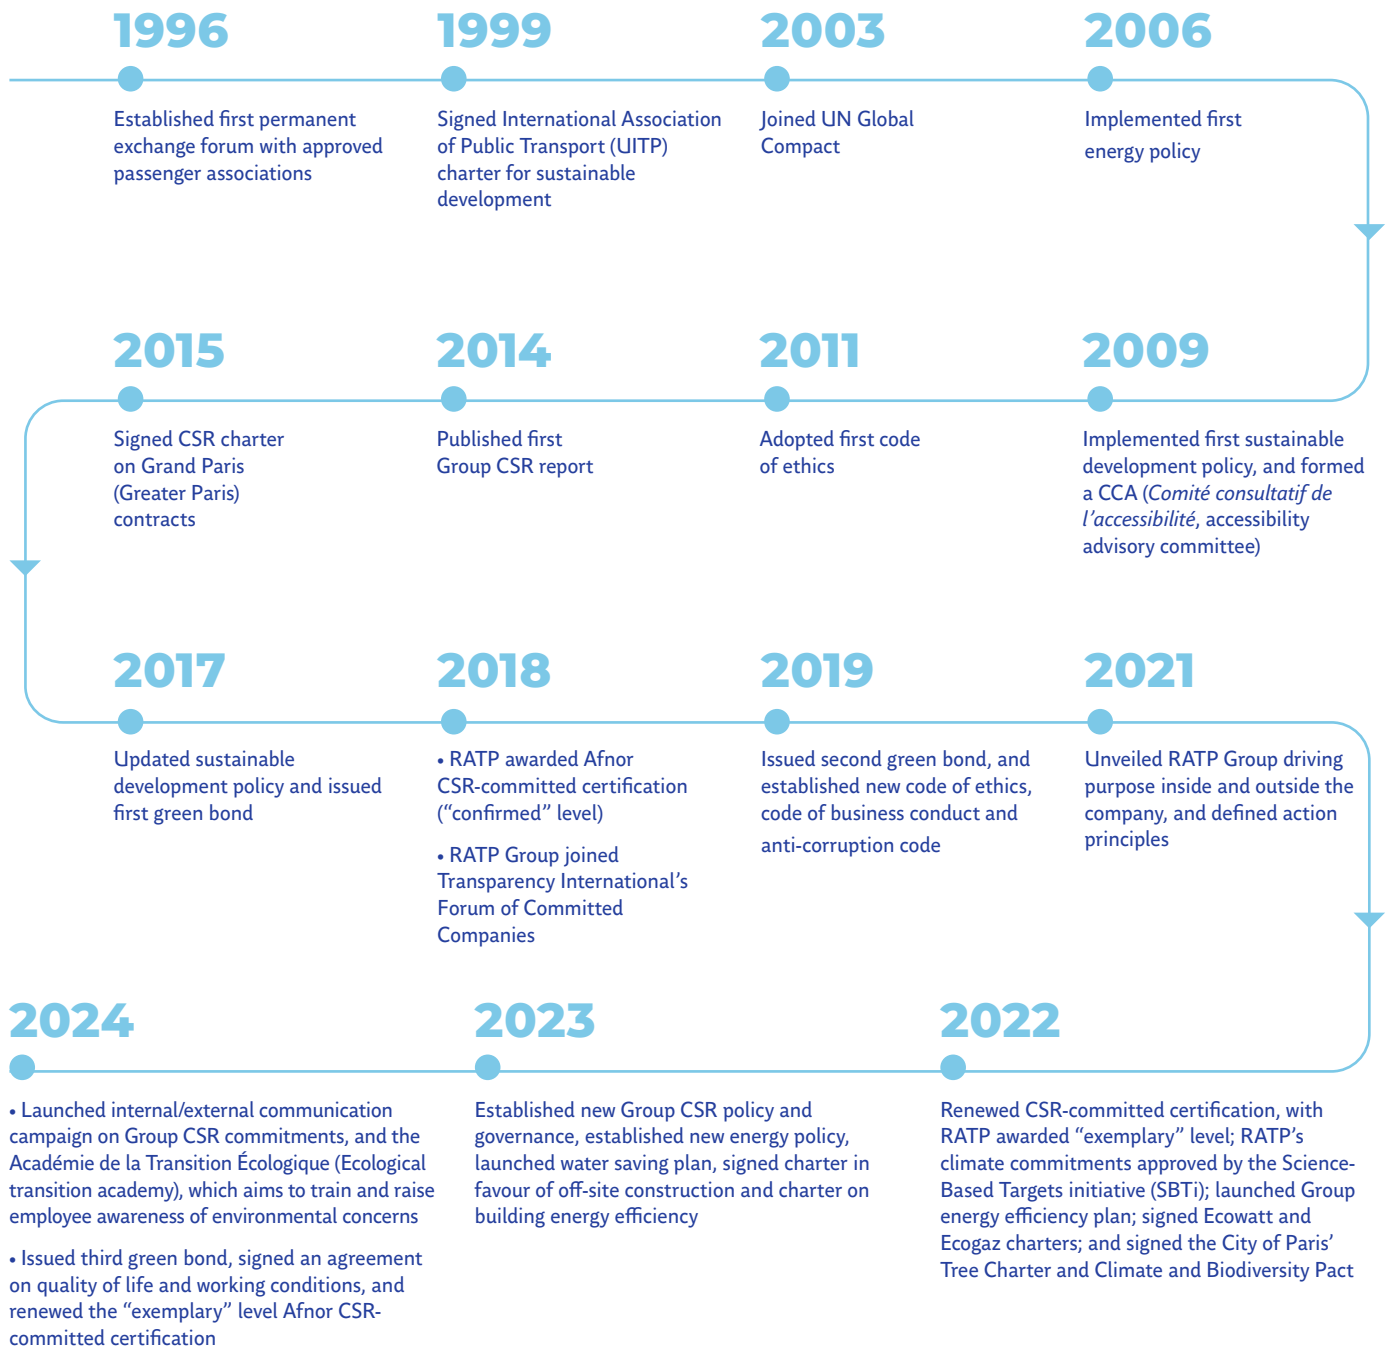 1996
Established first permanent
exchange forum with approved
passenger associations
1999
Signed International Association
of Public Transport (UITP)
charter for sustainable
development
2003
Joined UN Global
Compact
2006
Implemented first
energy policy
2009
Implemented first sustainable
development policy, and formed
a CCA (Comité consultatif de
l’accessibilité, accessibility
advisory committee)
2011
Adopted first code
of ethics
2014
Published first
Group CSR report
2015
Signed CSR charter
on Grand Paris
(Greater Paris)
contracts
2017
Updated sustainable
development policy and issued
first green bond
2018
• RATP awarded Afnor
CSR-committed certification
(“confirmed” level)
• RATP Group joined
Transparency International’s
Forum of Committed
Companies
2019
Issued second green bond, and
established new code of ethics,
code of business conduct and
anti-corruption code
2021
Unveiled RATP Group driving
purpose inside and outside the
company, and defined action
principles
2022
Renewed CSR-committed certification, with
RATP awarded “exemplary” level; RATP’s
climate commitments approved by the Science-
Based Targets initiative (SBTi); launched Group
energy efficiency plan; signed Ecowatt and
Ecogaz charters; and signed the City of Paris’
Tree Charter and Climate and Biodiversity Pact
2023
Established new Group CSR policy and
governance, established new energy policy,
launched water saving plan, signed charter in
favour of off-site construction and charter on
building energy efficiency
2024
• Launched internal/external communication
campaign on Group CSR commitments, and the
Académie de la Transition Écologique (Ecological
transition academy), which aims to train and raise
employee awareness of environmental concerns
• Issued third green bond, signed an agreement
on quality of life and working conditions, and
renewed the “exemplary” level Afnor CSR-
committed certification